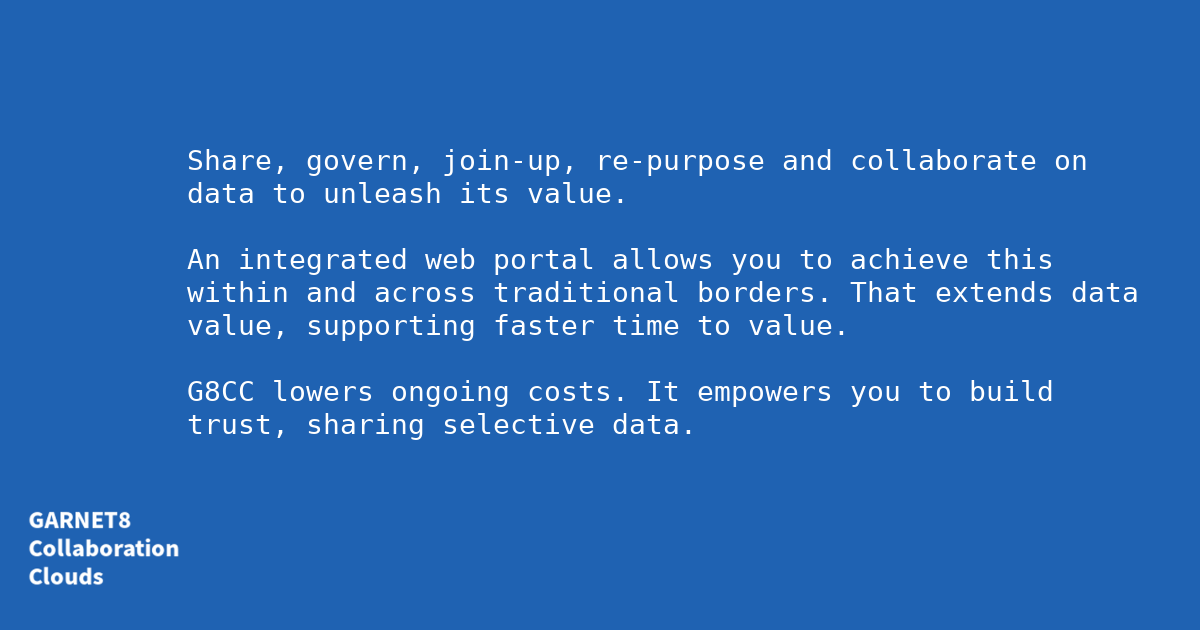 Share, govern, join-up, re-purpose and collaborate on
data to unleash its value.
An integrated web portal allows you to achieve this
within and across traditional borders. That extends data
value, supporting faster time to value.
G8CC lowers ongoing costs. It empowers you to build
trust, sharing selective data.
GARNET8
Collaboration
Clouds